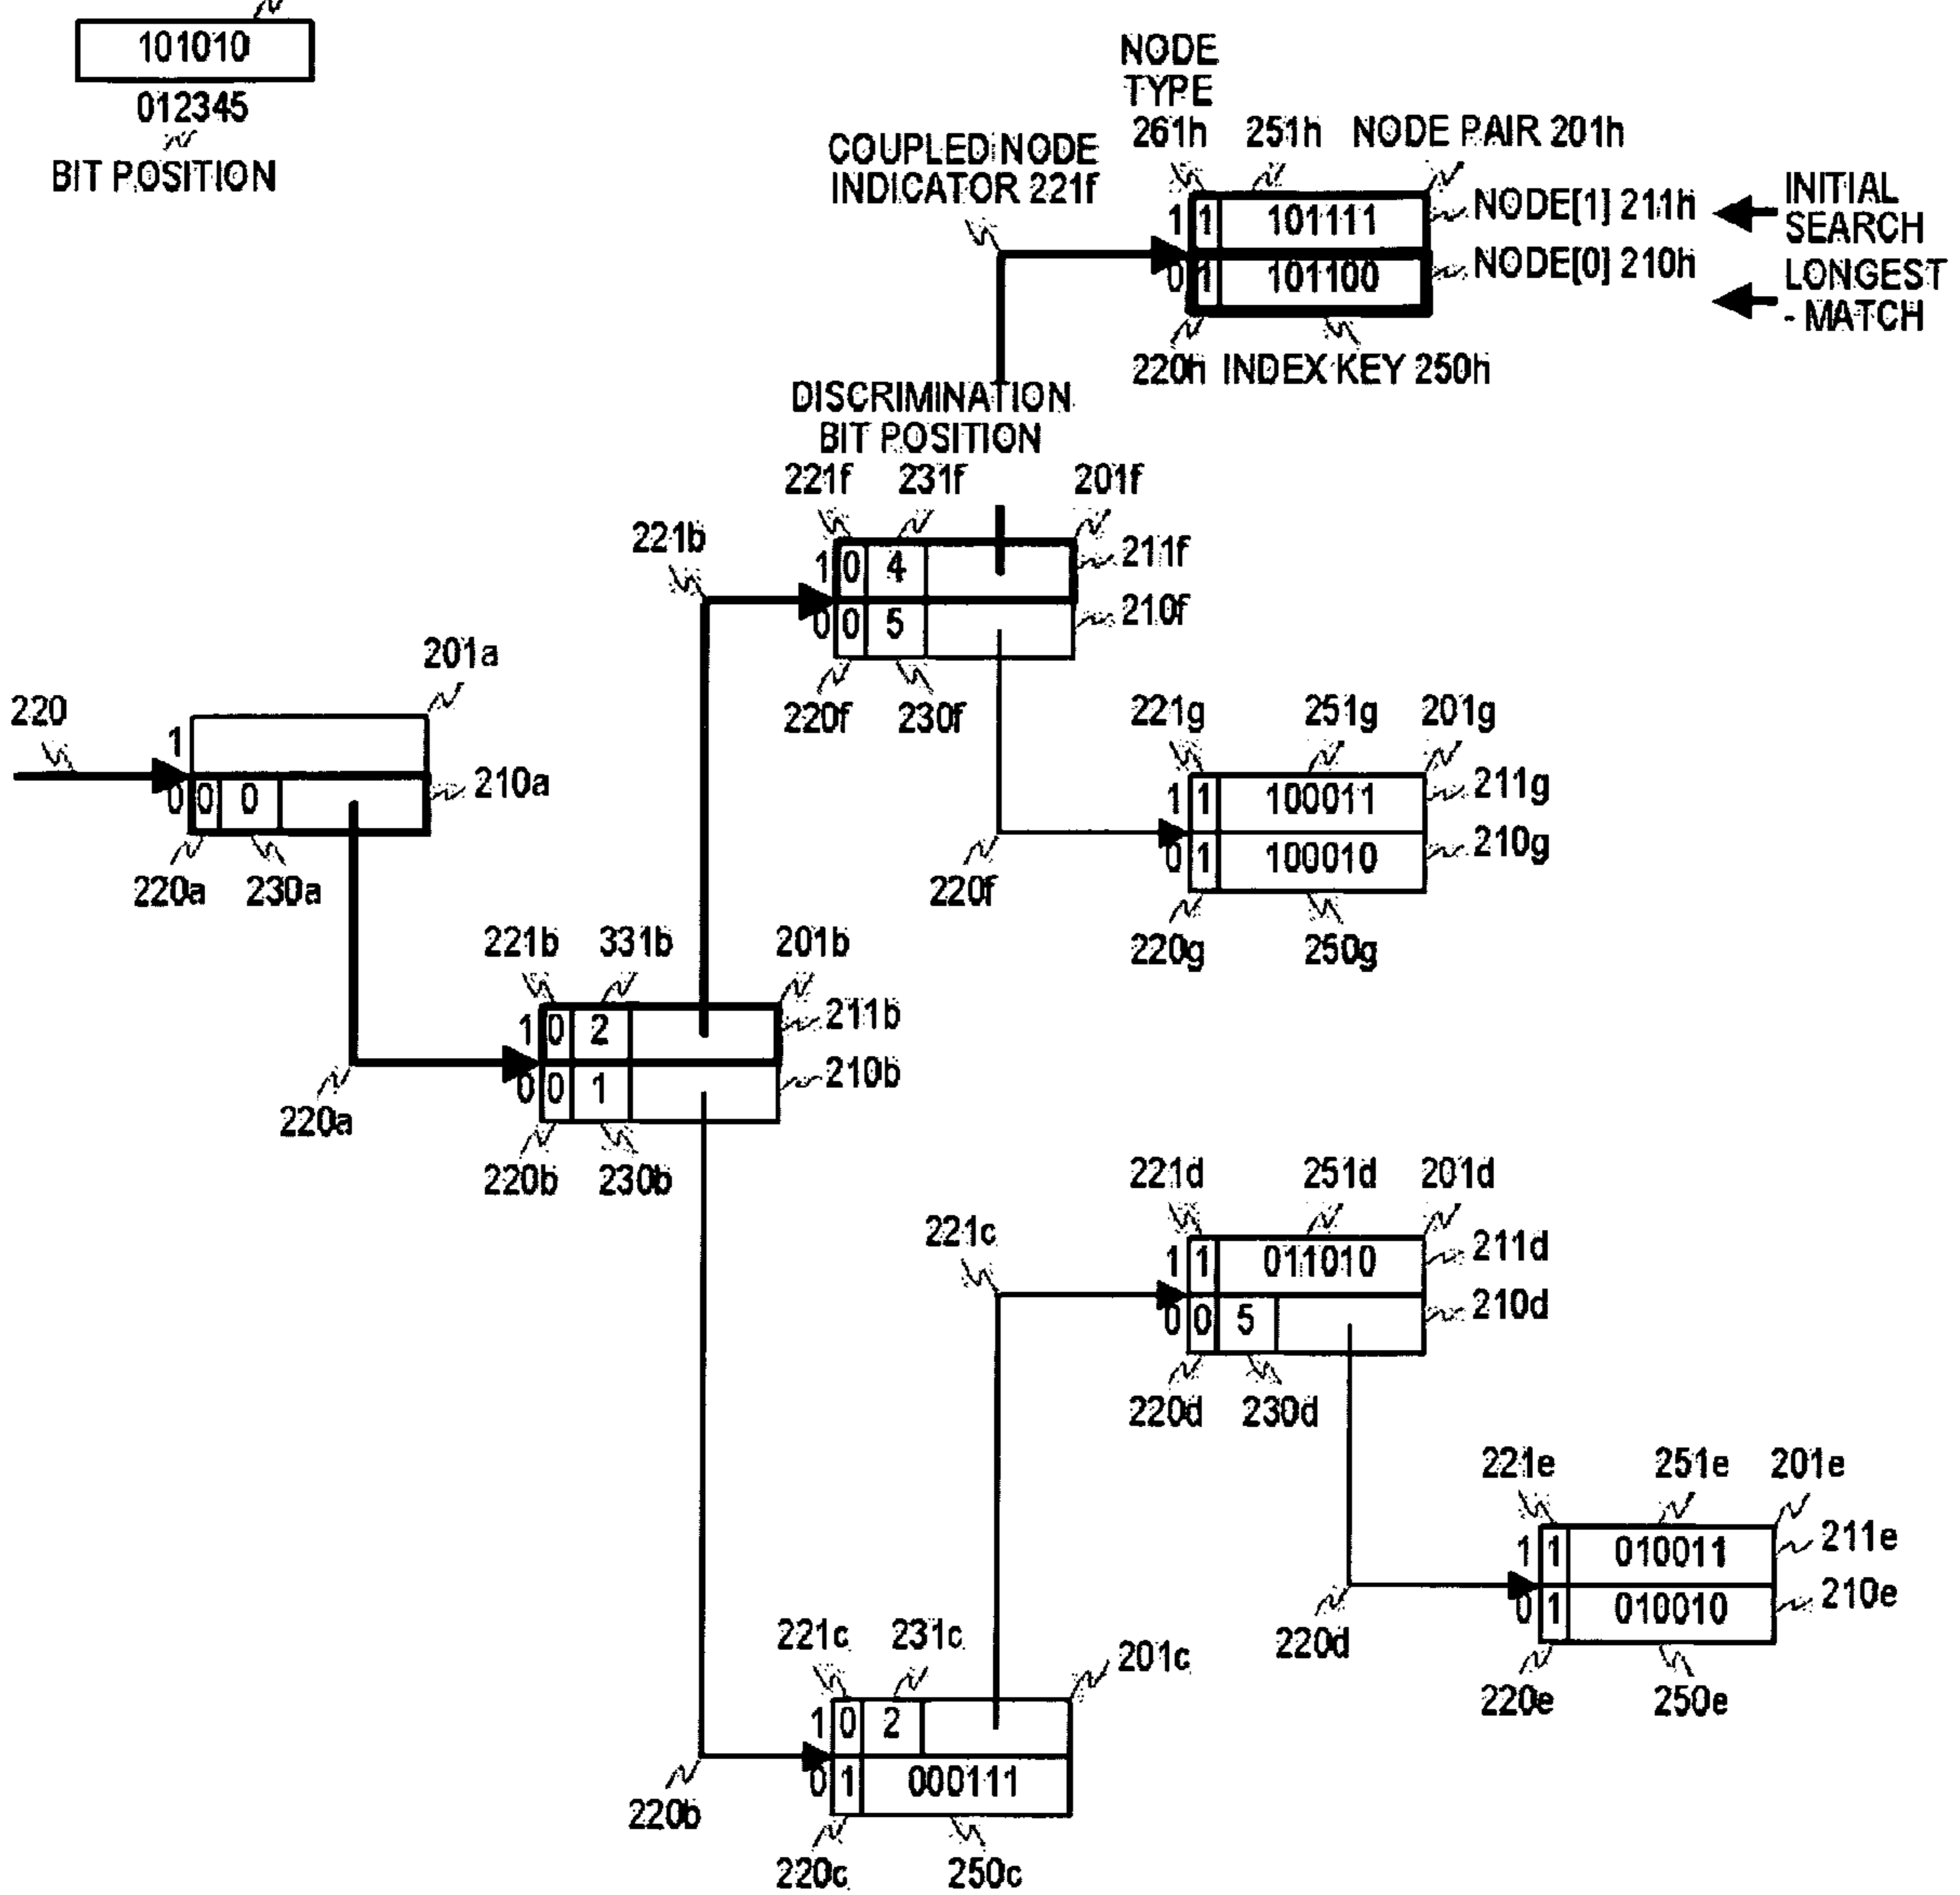 101010
012345
BIT POSITION
NODE
TYPE
261h 251h NODE PAIR 201h
COUPLED NODE
INDICATOR 221f
1 1 101111 NODE[1] 211h
INITIAL
SEARCH
0 1 101100 NODE[0] 210h
LONGEST
- MATCH
220h INDEX KEY 250h
DISCRIMINATION
BIT POSITION
221f 231f 201f
221b
1 0 4 211f
0 0 5 210f
220f 230f
201a
220
1
0 0 0 210a
220a 230a
221g 251g 201g
1 1 100011 211g
0 1 100010 210g
220f
220g 250g
221b 331b 201b
1 0 2 211b
0 0 1 210b
220a
220b 230b
221d 251d 201d
221c
1 1 011010 211d
0 0 5 210d
220d 230d
221e 251e 201e
1 1 010011 211e
0 1 010010 210e
220d
220e 250e
221c 231c 201c
1 0 2
0 1 000111
220b
220c 250c